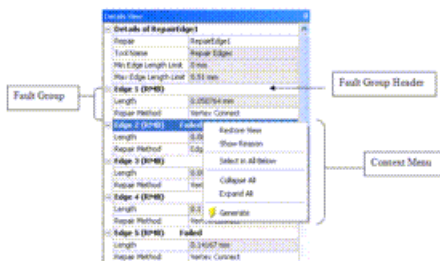 Details View
Details of RepairEdge1
Repair RepairEdge1
Tool Name Repair Edges
Min Edge Length Limit 0 mm
Max Edge Length Limit 0.51 mm
Edge 1 (RMB)
Length 0.050764 mm
Repair Method Vertex Connect
Edge 2 (RMB) Failed
Length
Repair Method
Edge 3 (RMB)
Length
Repair Method
Edge 4 (RMB)
Length
Repair Method
Edge 5 (RMB) Failed
Length 0.14167 mm
Repair Method Vertex Connect
Restore View
Show Reason
Select in All Below
Collapse All
Expand All
Generate
Fault Group
Fault Group Header
Context Menu